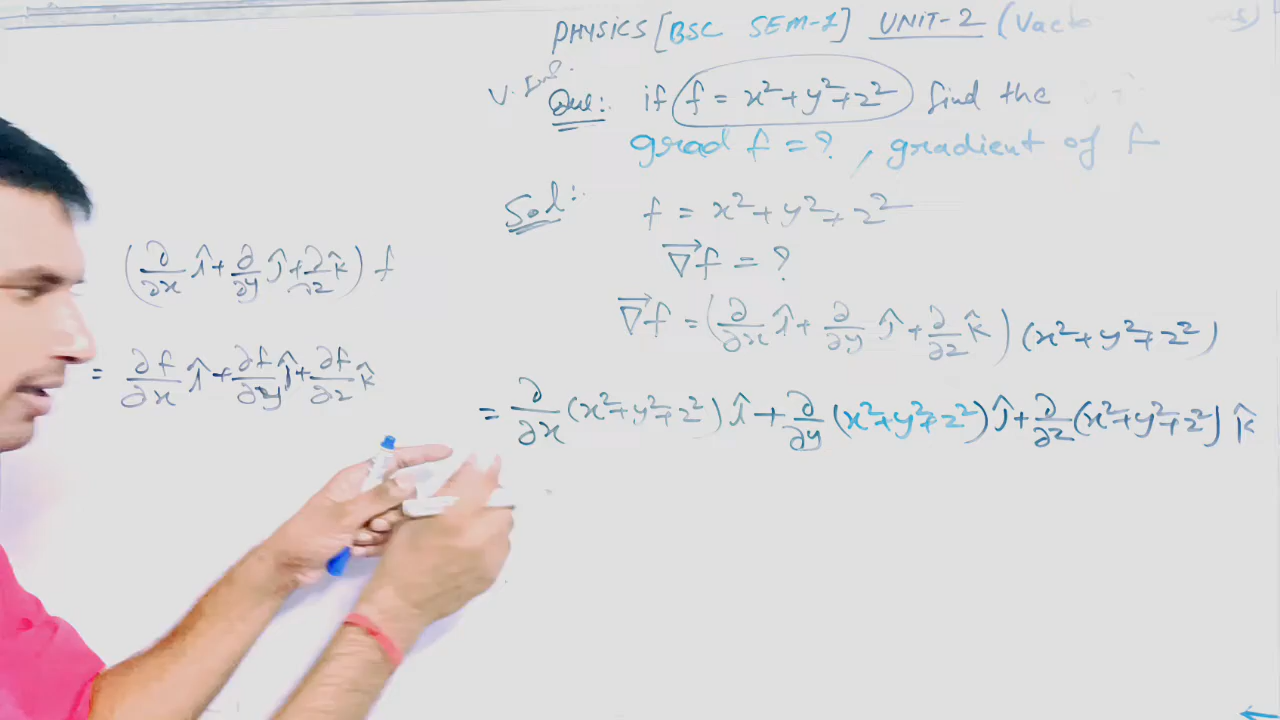 PHYSICS [BSC SEM-1] UNIT-2
Que: if f = x²+y²+z² find the
grad f = ? , gradient of f
Sol: f = x²+y²+z²
∇⃗f = ?
∇⃗f = (∂/∂x î + ∂/∂y ĵ + ∂/∂z k̂) (x²+y²+z²)
= ∂/∂x (x²+y²+z²) î + ∂/∂y (x²+y²+z²) ĵ + ∂/∂z (x²+y²+z²) k̂
(∂/∂x î + ∂/∂y ĵ + ∂/∂z k̂) f
= ∂f/∂x î + ∂f/∂y ĵ + ∂f/∂z k̂